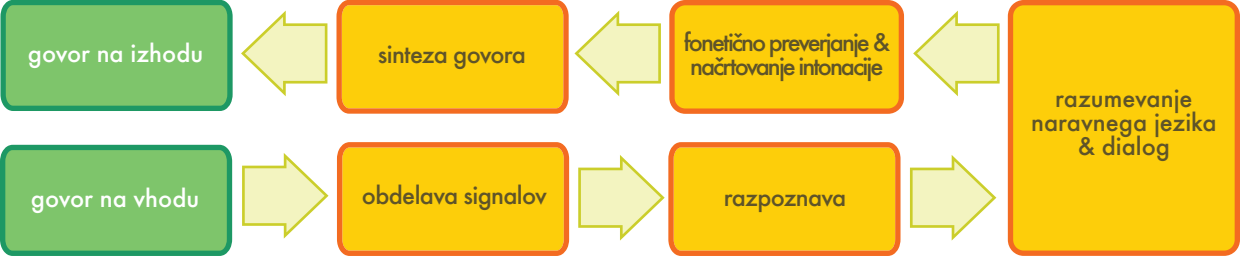 govor na izhodu
sinteza govora
fonetično preverjanje &
načrtovanje intonacije
razumevanje
naravnega jezika
& dialog
govor na vhodu
obdelava signalov
razpoznava